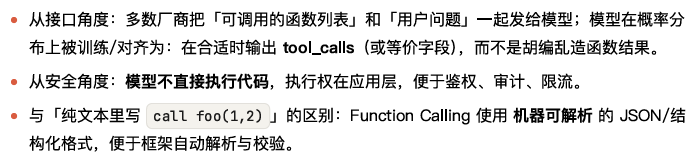 从接口角度：多数厂商把「可调用的函数列表」和「用户问题」一起发给模型；模型在概率分
布上被训练/对齐为：在合适时输出 tool_calls（或等价字段），而不是胡编乱造函数结果。
从安全角度：模型不直接执行代码，执行权在应用层，便于鉴权、审计、限流。
与「纯文本里写 call foo(1,2) 」的区别：Function Calling 使用 机器可解析 的 JSON/结
构化格式，便于框架自动解析与校验。